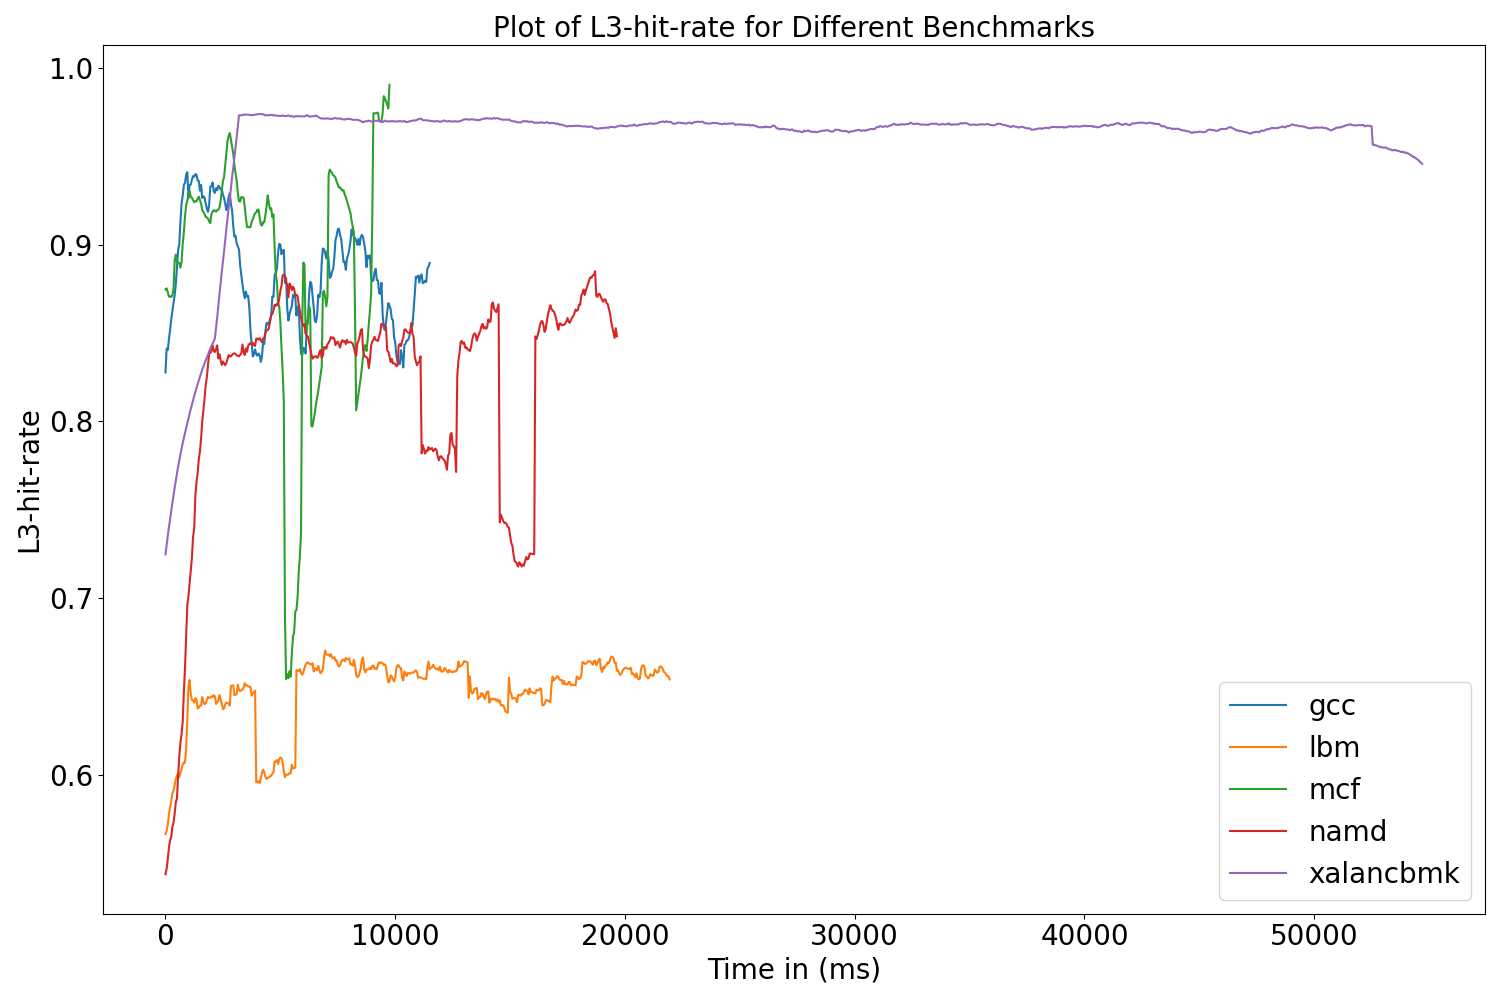 Plot of L3-hit-rate for Different Benchmarks
L3-hit-rate
1.0
0.9
0.8
0.7
0.6
0
10000
20000
30000
40000
50000
Time in (ms)
gcc
lbm
mcf
namd
xalancbmk